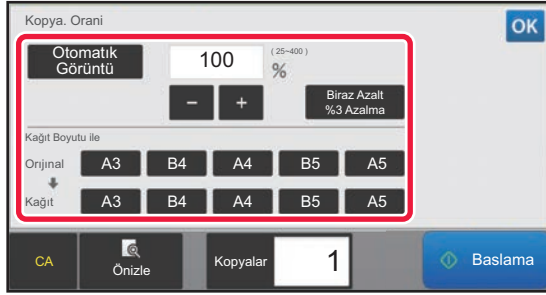 Kopya. Orani
OK
Otomatık
Görüntü
100
(25~400)
%
−
+
Biraz Azalt
%3 Azalma
Kağıt Boyutu ile
Orıjınal A3 B4 A4 B5 A5
Kağıt A3 B4 A4 B5 A5
CA
Önizle
Kopyalar
1
Baslama